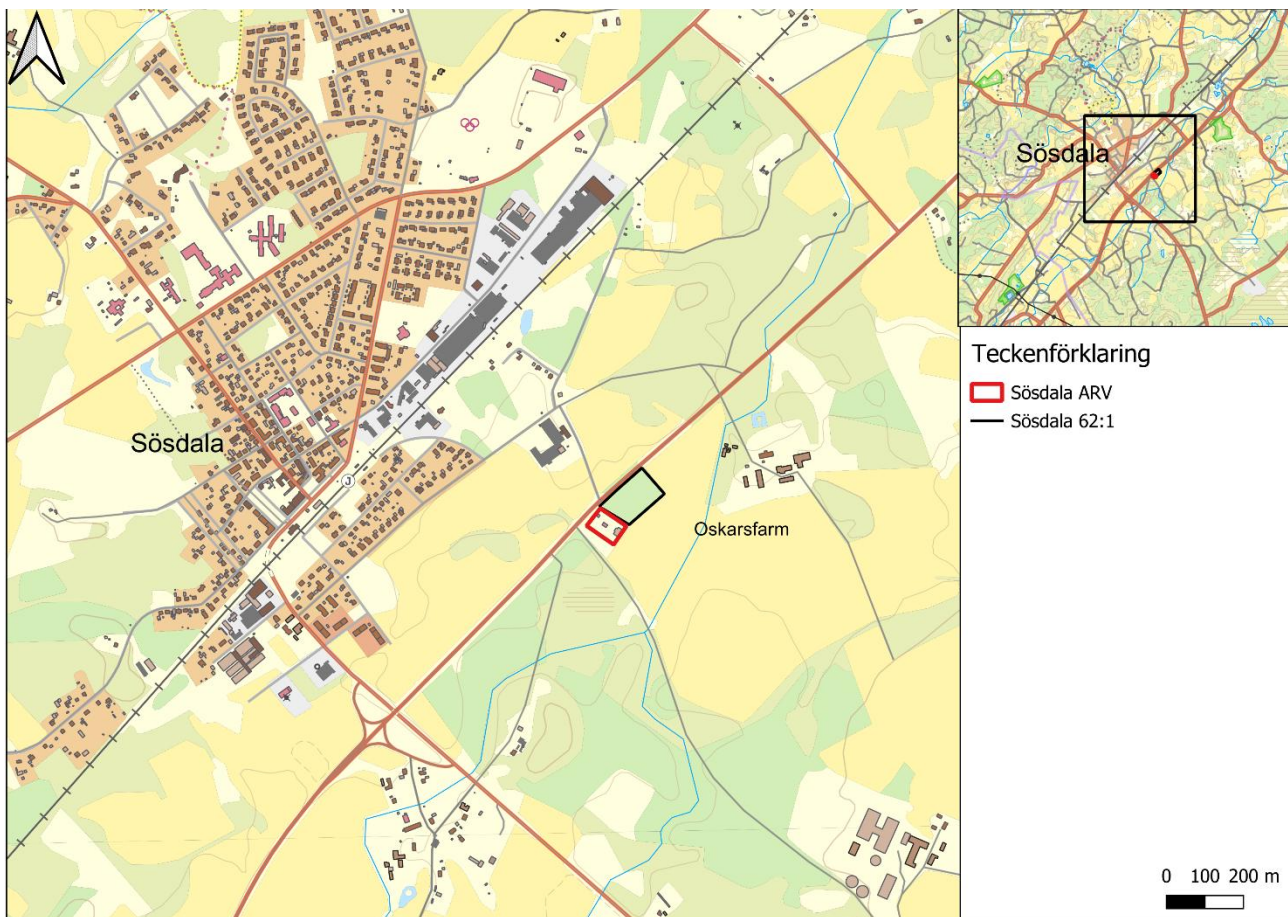 Sösdala
Oskarsfarm
J
Sösdala
Teckenförklaring
Sösdala ARV
Sösdala 62:1
0 100 200 m